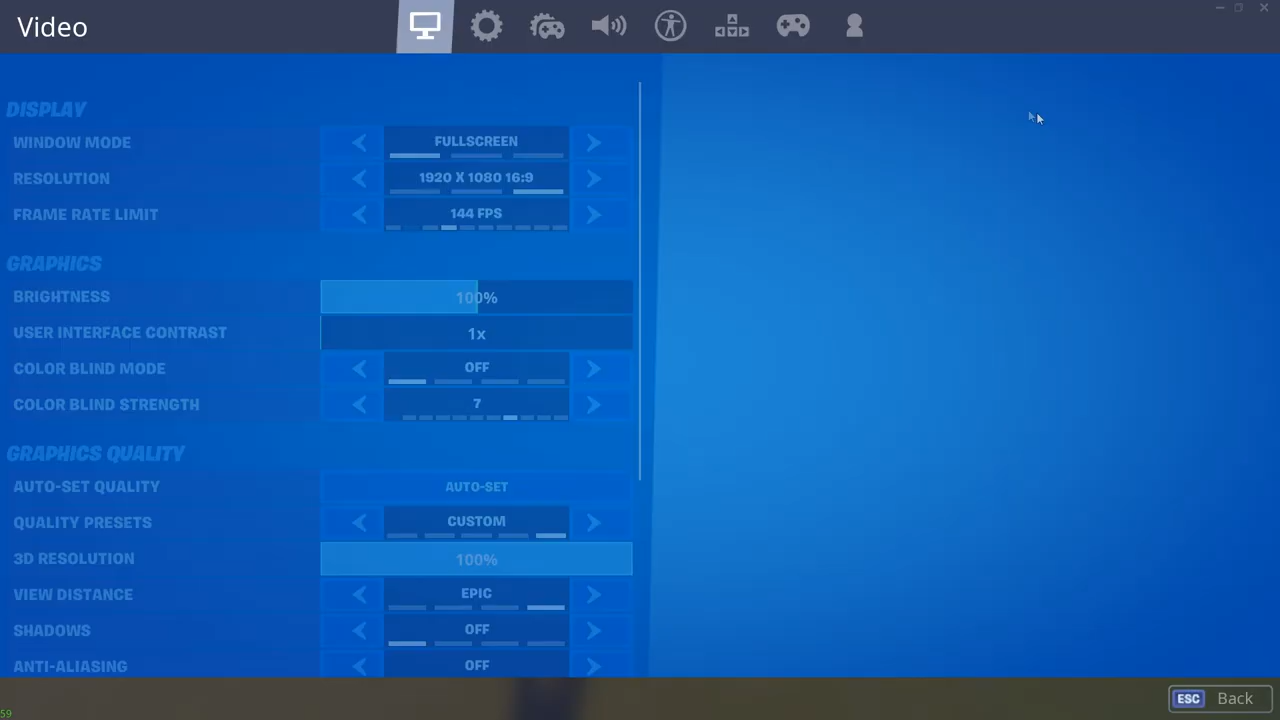 Video
DISPLAY
WINDOW MODE
FULLSCREEN
RESOLUTION
1920 X 1080 16:9
FRAME RATE LIMIT
144 FPS
GRAPHICS
BRIGHTNESS
100%
USER INTERFACE CONTRAST
1x
COLOR BLIND MODE
OFF
COLOR BLIND STRENGTH
7
GRAPHICS QUALITY
AUTO-SET QUALITY
AUTO-SET
QUALITY PRESETS
CUSTOM
3D RESOLUTION
100%
VIEW DISTANCE
EPIC
SHADOWS
OFF
ANTI-ALIASING
OFF
ESC Back
59